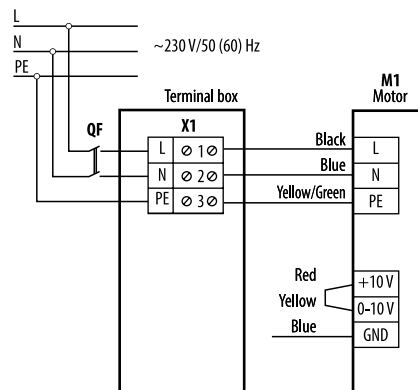 L
N
~230 V/50 (60) Hz
PE
Terminal box
M1
Motor
QF
X1
L 1
Black
L
N 2
Blue
N
PE 3
Yellow/Green
PE
Red
+10 V
Yellow
0-10 V
Blue
GND